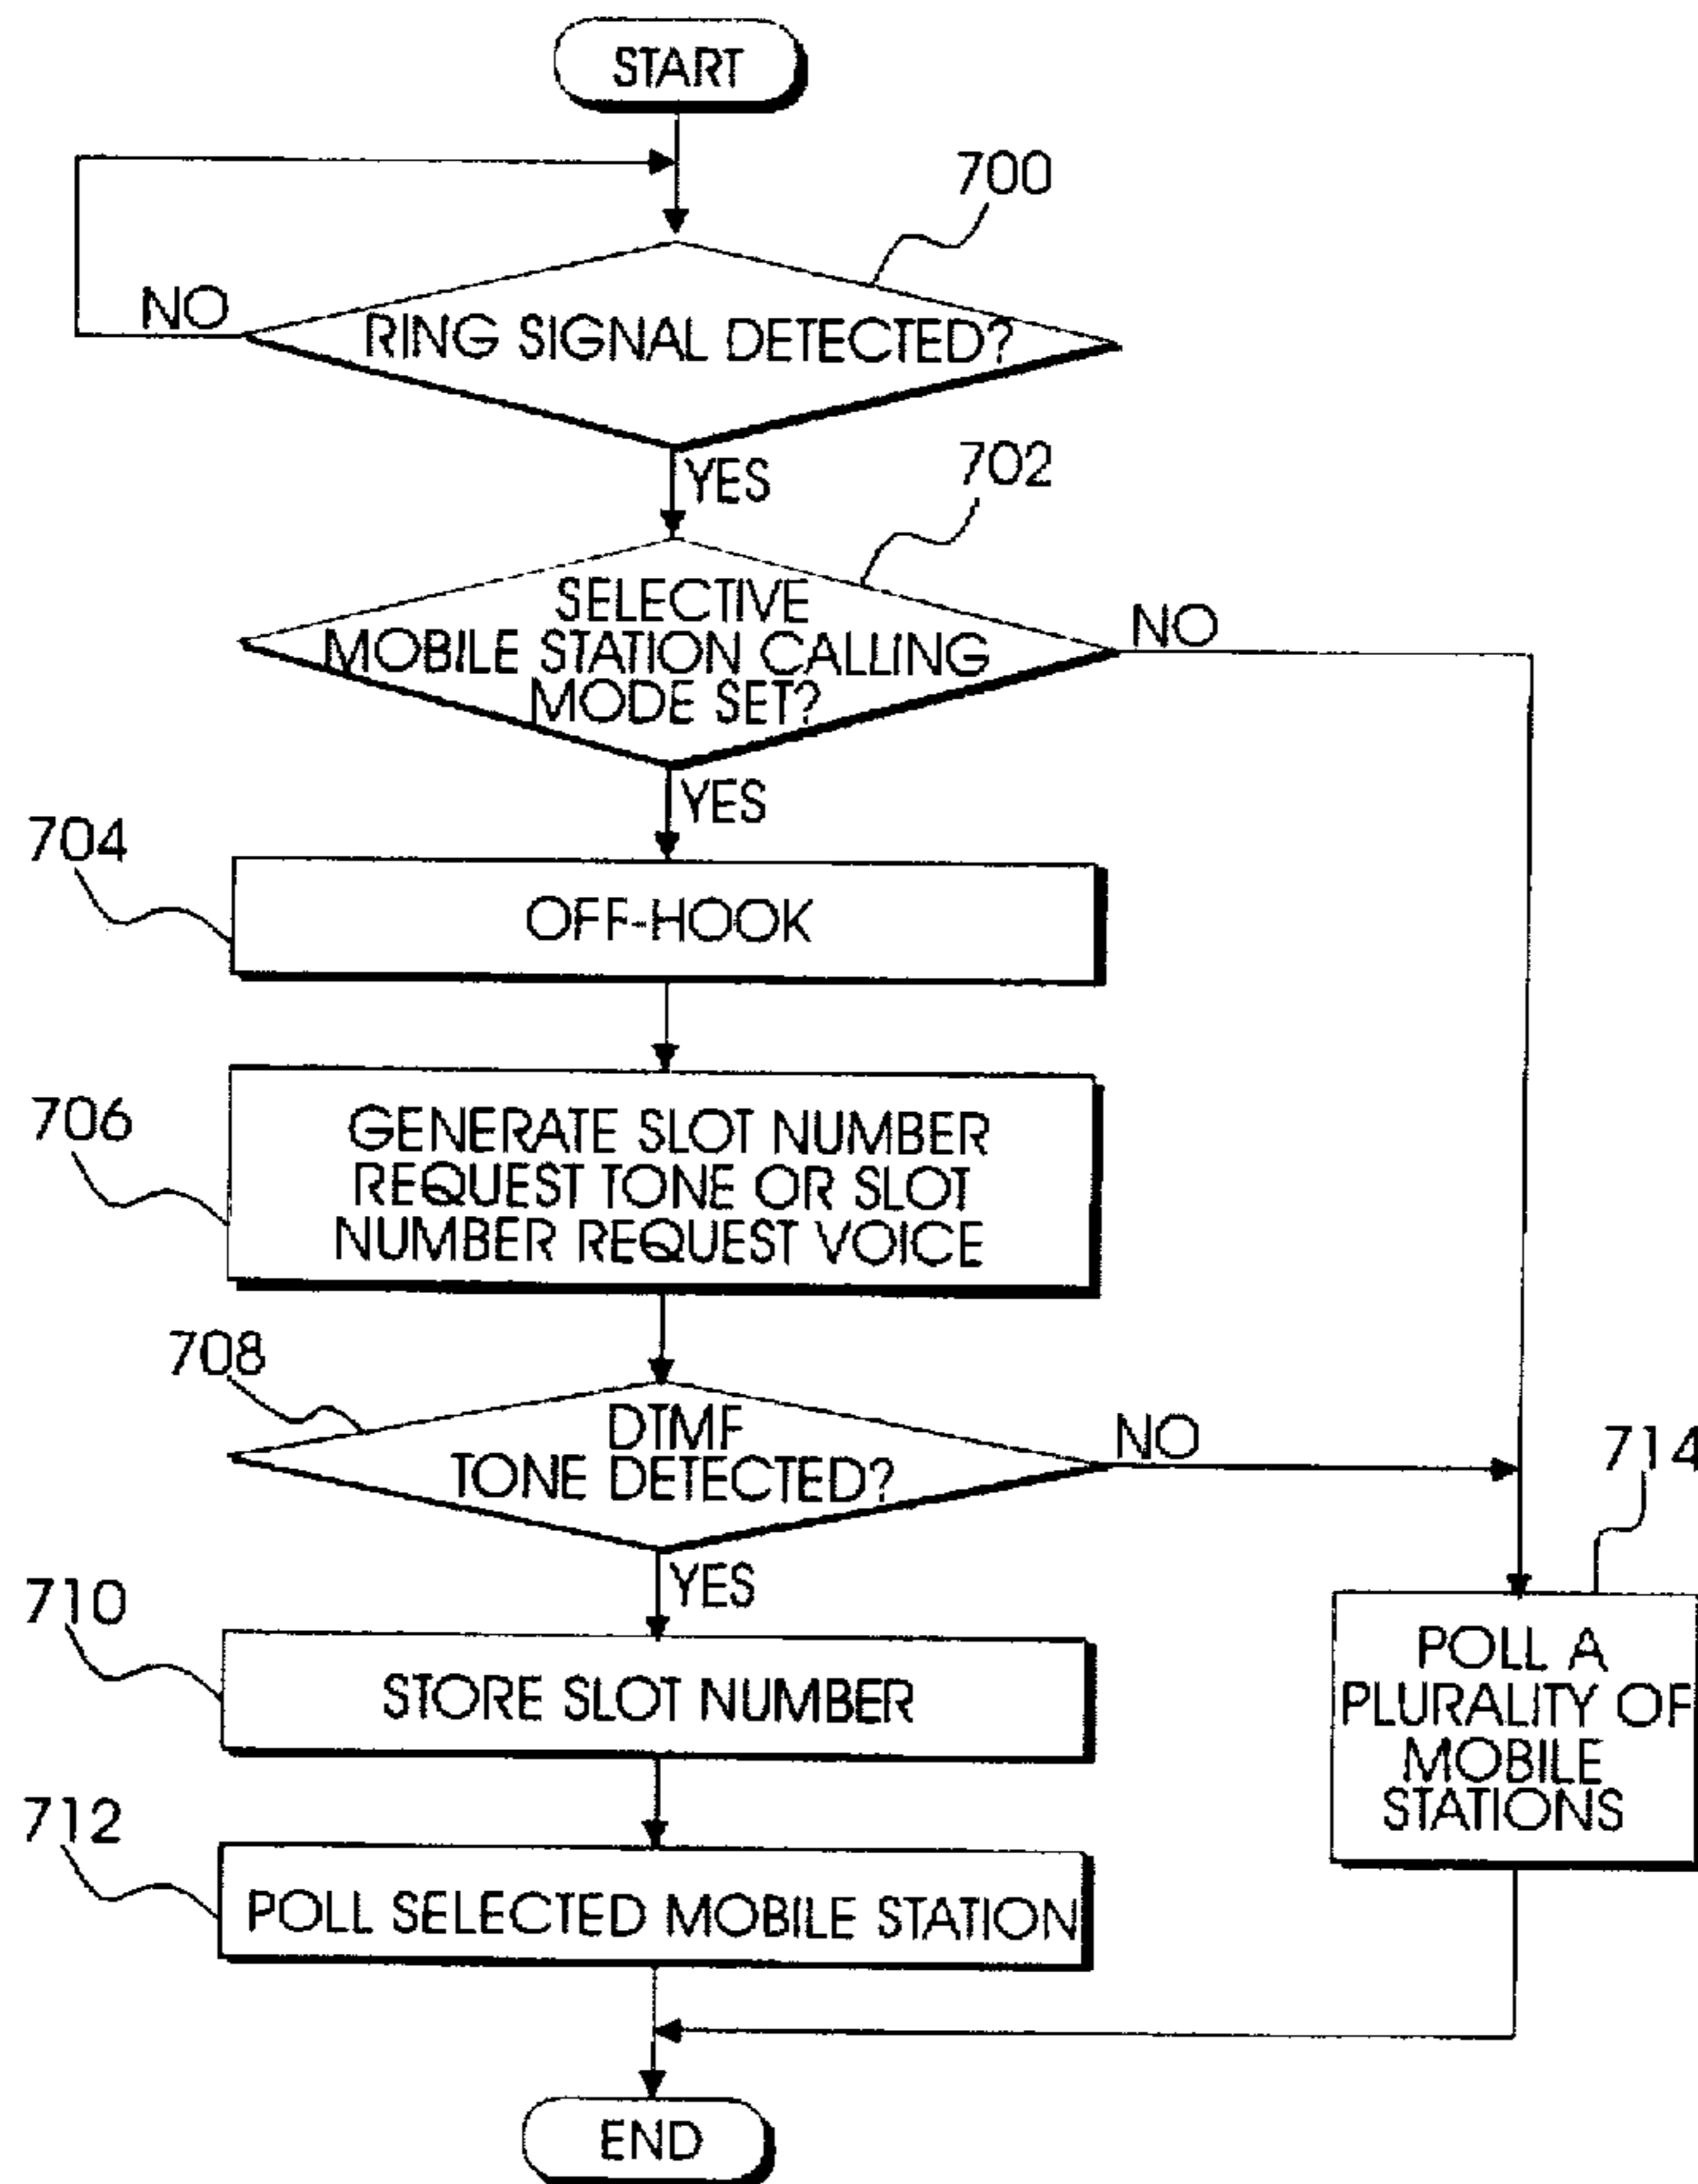 START
700
NO
RING SIGNAL DETECTED?
YES
702
SELECTIVE
MOBILE STATION CALLING
MODE SET?
NO
YES
704
OFF-HOOK
706
GENERATE SLOT NUMBER
REQUEST TONE OR SLOT
NUMBER REQUEST VOICE
708
DTMF
TONE DETECTED?
NO
714
YES
710
STORE SLOT NUMBER
POLL A
PLURALITY OF
MOBILE
STATIONS
712
POLL SELECTED MOBILE STATION
END